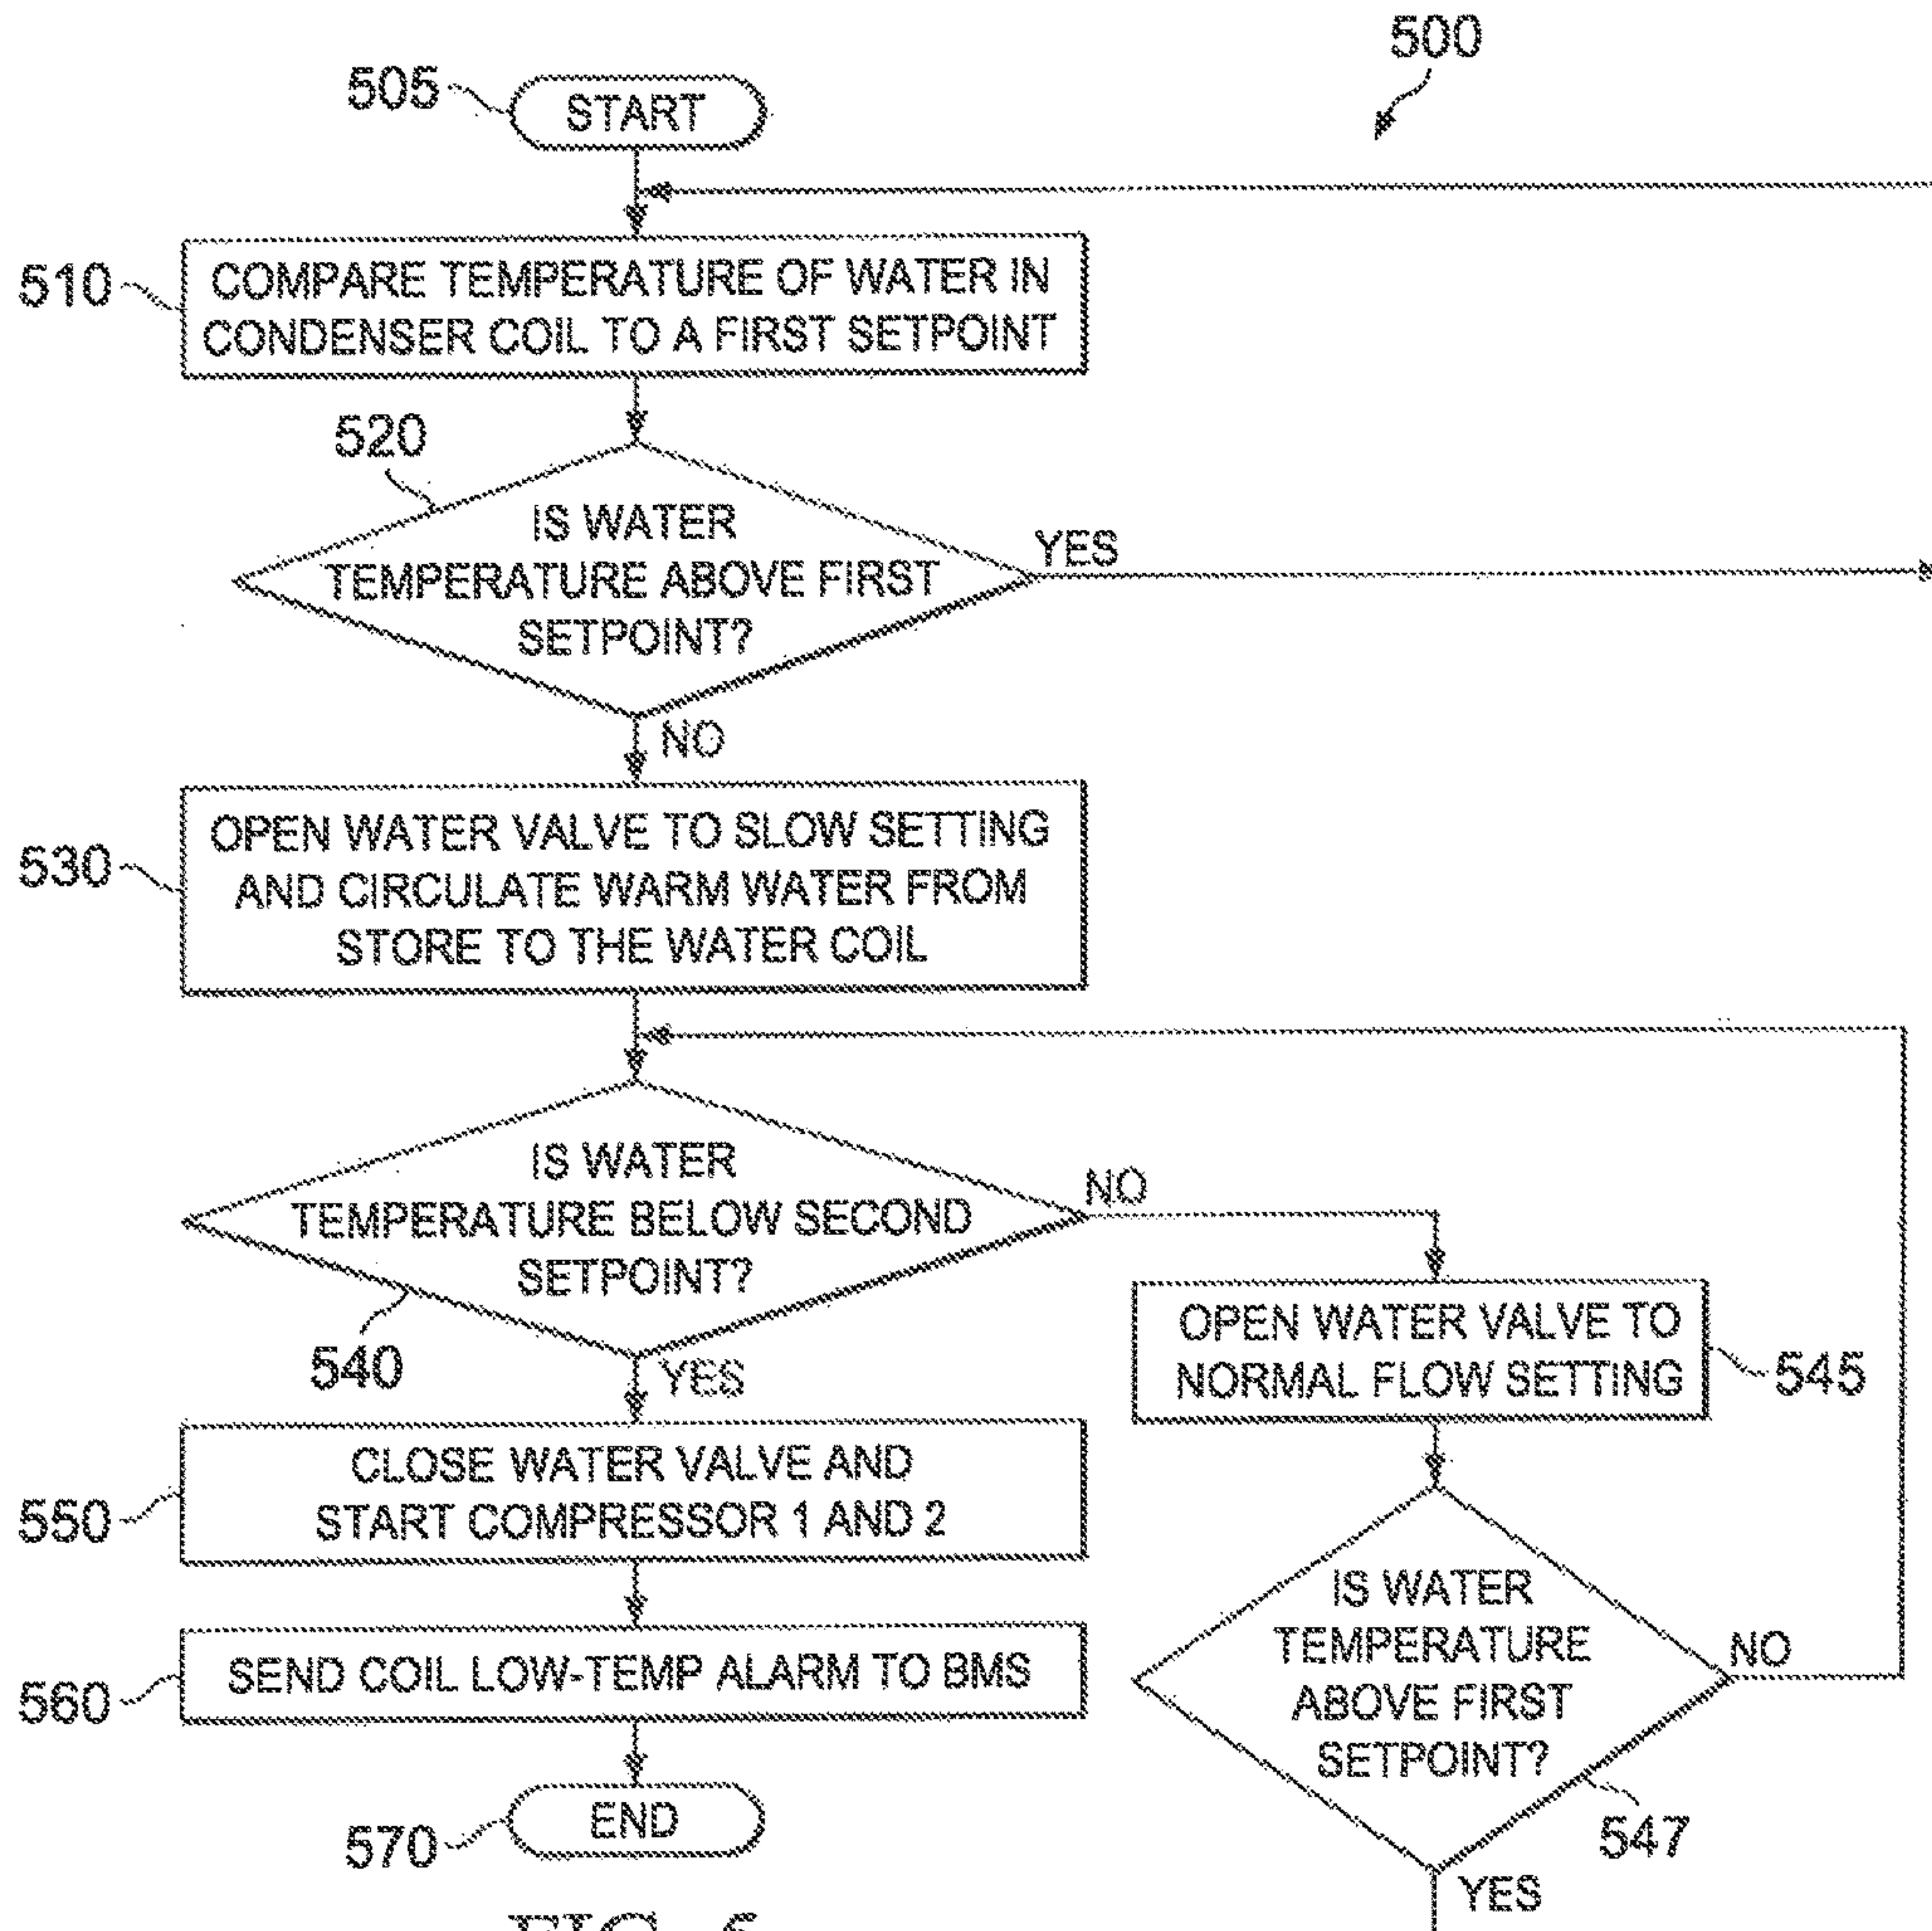 500
505
START
510
COMPARE TEMPERATURE OF WATER IN
CONDENSER COIL TO A FIRST SETPOINT
520
IS WATER
TEMPERATURE ABOVE FIRST
SETPOINT?
YES
NO
530
OPEN WATER VALVE TO SLOW SETTING
AND CIRCULATE WARM WATER FROM
STORE TO THE WATER COIL
IS WATER
TEMPERATURE BELOW SECOND
SETPOINT?
NO
540
YES
OPEN WATER VALVE TO
NORMAL FLOW SETTING
545
550
CLOSE WATER VALVE AND
START COMPRESSOR 1 AND 2
IS WATER
TEMPERATURE
ABOVE FIRST
SETPOINT?
NO
547
YES
560
SEND COIL LOW-TEMP ALARM TO BMS
570
END